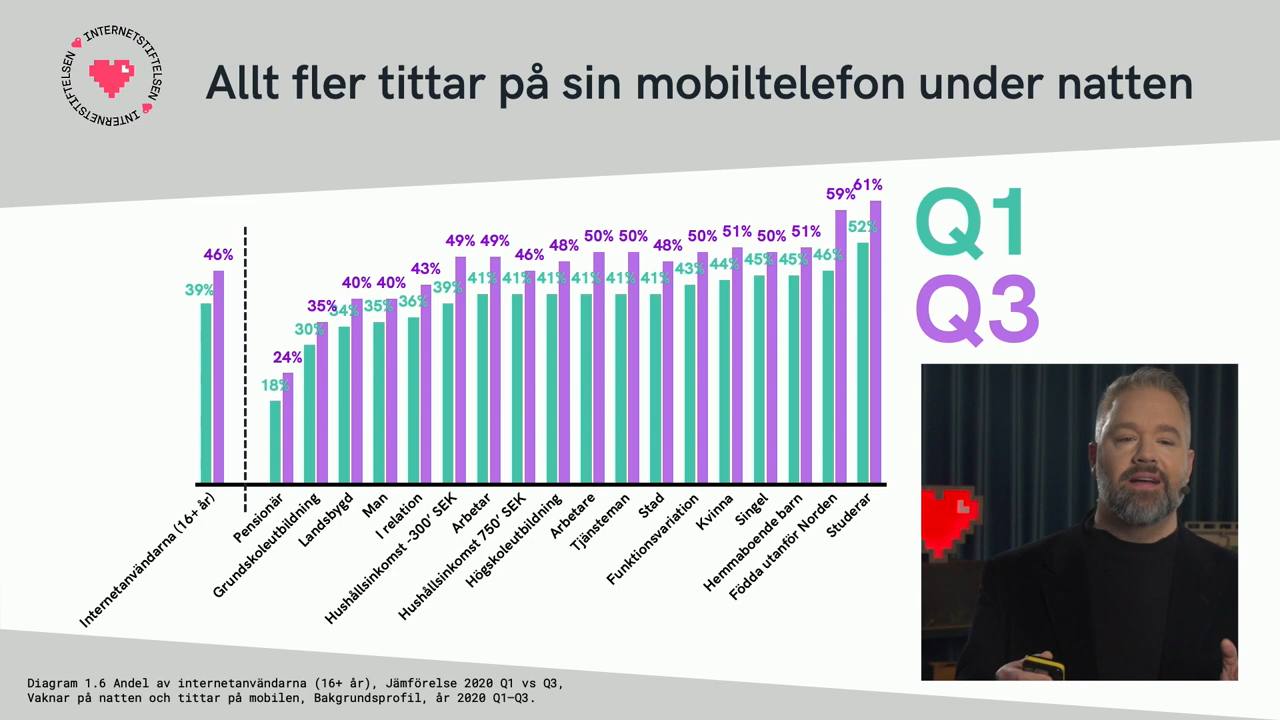 INTERNETSTIFTELSEN INTERNETSTIFTELSEN
Allt fler tittar på sin mobiltelefon under natten
Q1
Q3
39% 46%
18% 24%
30% 35%
34% 40%
35% 40%
36% 43%
39% 49%
41% 49%
41% 46%
41% 48%
41% 50%
41% 50%
41% 48%
43% 50%
44% 51%
45% 50%
45% 51%
46% 59%
52% 61%
Internetanvändarna (16+ år)
Pensionär
Grundskoleutbildning
Landsbygd
Man
I relation
Hushållsinkomst -300' SEK
Arbetar
Hushållsinkomst 750' SEK
Högskoleutbildning
Arbetare
Tjänsteman
Stad
Funktionsvariation
Kvinna
Singel
Hemmaboende barn
Födda utanför Norden
Studerar
Diagram 1.6 Andel av internetanvändarna (16+ år), Jämförelse 2020 Q1 vs Q3,
Vaknar på natten och tittar på mobilen, Bakgrundsprofil, år 2020 Q1–Q3.